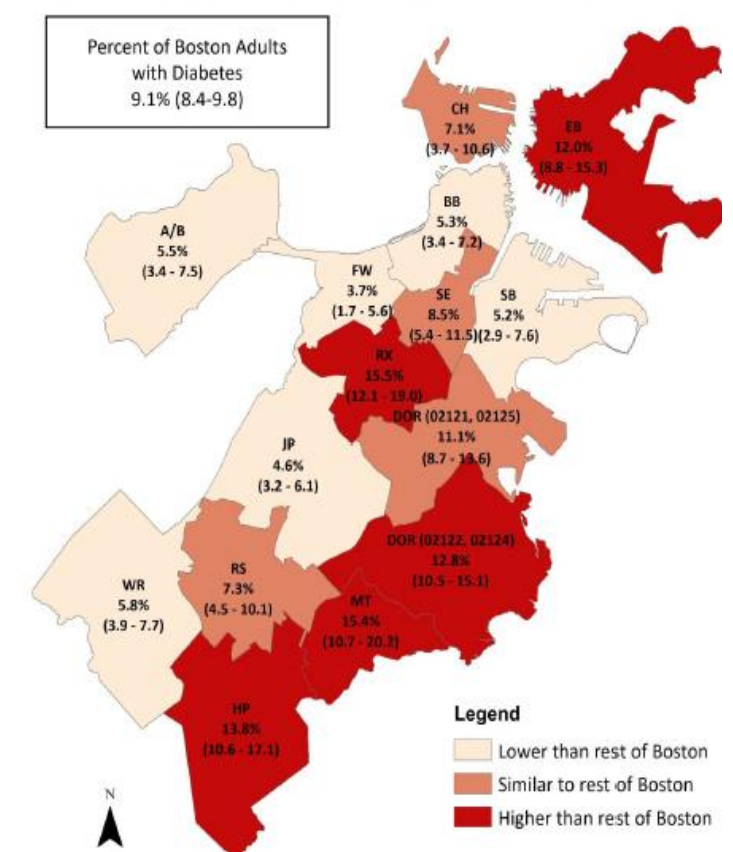 Percent of Boston Adults
with Diabetes
9.1% (8.4-9.8)
CH
7.1%
(3.7 - 10.6)
EB
12.0%
(8.8 - 15.3)
BB
5.3%
(3.4 - 7.2)
A/B
5.5%
(3.4 - 7.5)
FW
3.7%
(1.7 - 5.6)
SE
8.5%
(5.4 - 11.5)
SB
5.2%
(2.9 - 7.6)
RX
15.5%
(12.1 - 19.0)
DOR (02121, 02125)
11.1%
(8.7 - 13.6)
JP
4.6%
(3.2 - 6.1)
DOR (02122, 02124)
12.8%
(10.5 - 15.1)
RS
7.3%
(4.5 - 10.1)
WR
5.8%
(3.9 - 7.7)
MT
15.4%
(10.7 - 20.2)
HP
13.8%
(10.6 - 17.1)
N
Legend
Lower than rest of Boston
Similar to rest of Boston
Higher than rest of Boston